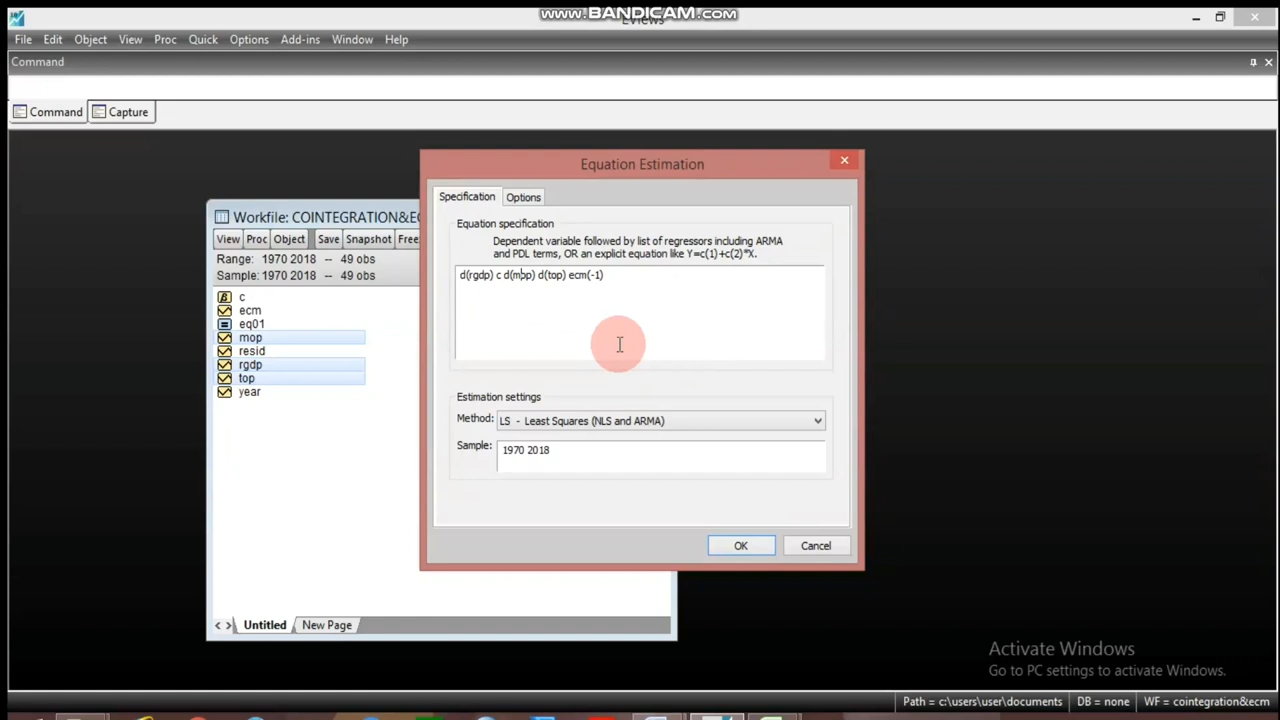 www.BANDICAM.com
EViews
File Edit Object View Proc Quick Options Add-ins Window Help
Command
Command Capture
Equation Estimation
Specification Options
Equation specification
Dependent variable followed by list of regressors including ARMA
and PDL terms, OR an explicit equation like Y=c(1)+c(2)*X.
d(rgdp) c d(mop) d(top) ecm(-1)
Estimation settings
Method: LS - Least Squares (NLS and ARMA)
Sample: 1970 2018
OK Cancel
Workfile: COINTEGRATION&EC
View Proc Object Save Snapshot Free
Range: 1970 2018 -- 49 obs
Sample: 1970 2018 -- 49 obs
c
ecm
eq01
mop
resid
rgdp
top
year
Untitled New Page
Activate Windows
Go to PC settings to activate Windows.
Path = c:\users\user\documents DB = none WF = cointegration&ecm